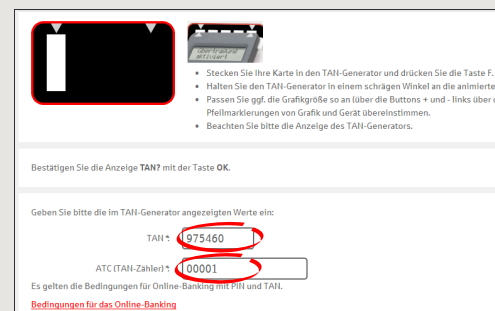 Übertragung
aktiviert
Stecken Sie Ihre Karte in den TAN-Generator und drücken Sie die Taste F.
Halten Sie den TAN-Generator in einem schrägen Winkel an die animierte
Passen Sie ggf. die Grafikgröße so an (über die Buttons + und - links über
Pfeilmarkierungen von Grafik und Gerät übereinstimmen.
Beachten Sie bitte die Anzeige des TAN-Generators.
Bestätigen Sie die Anzeige TAN? mit der Taste OK.
Geben Sie bitte die im TAN-Generator angezeigten Werte ein:
TAN *: 975460
ATC (TAN-Zähler) *: 00001
Es gelten die Bedingungen für Online-Banking mit PIN und TAN.
Bedingungen für das Online-Banking